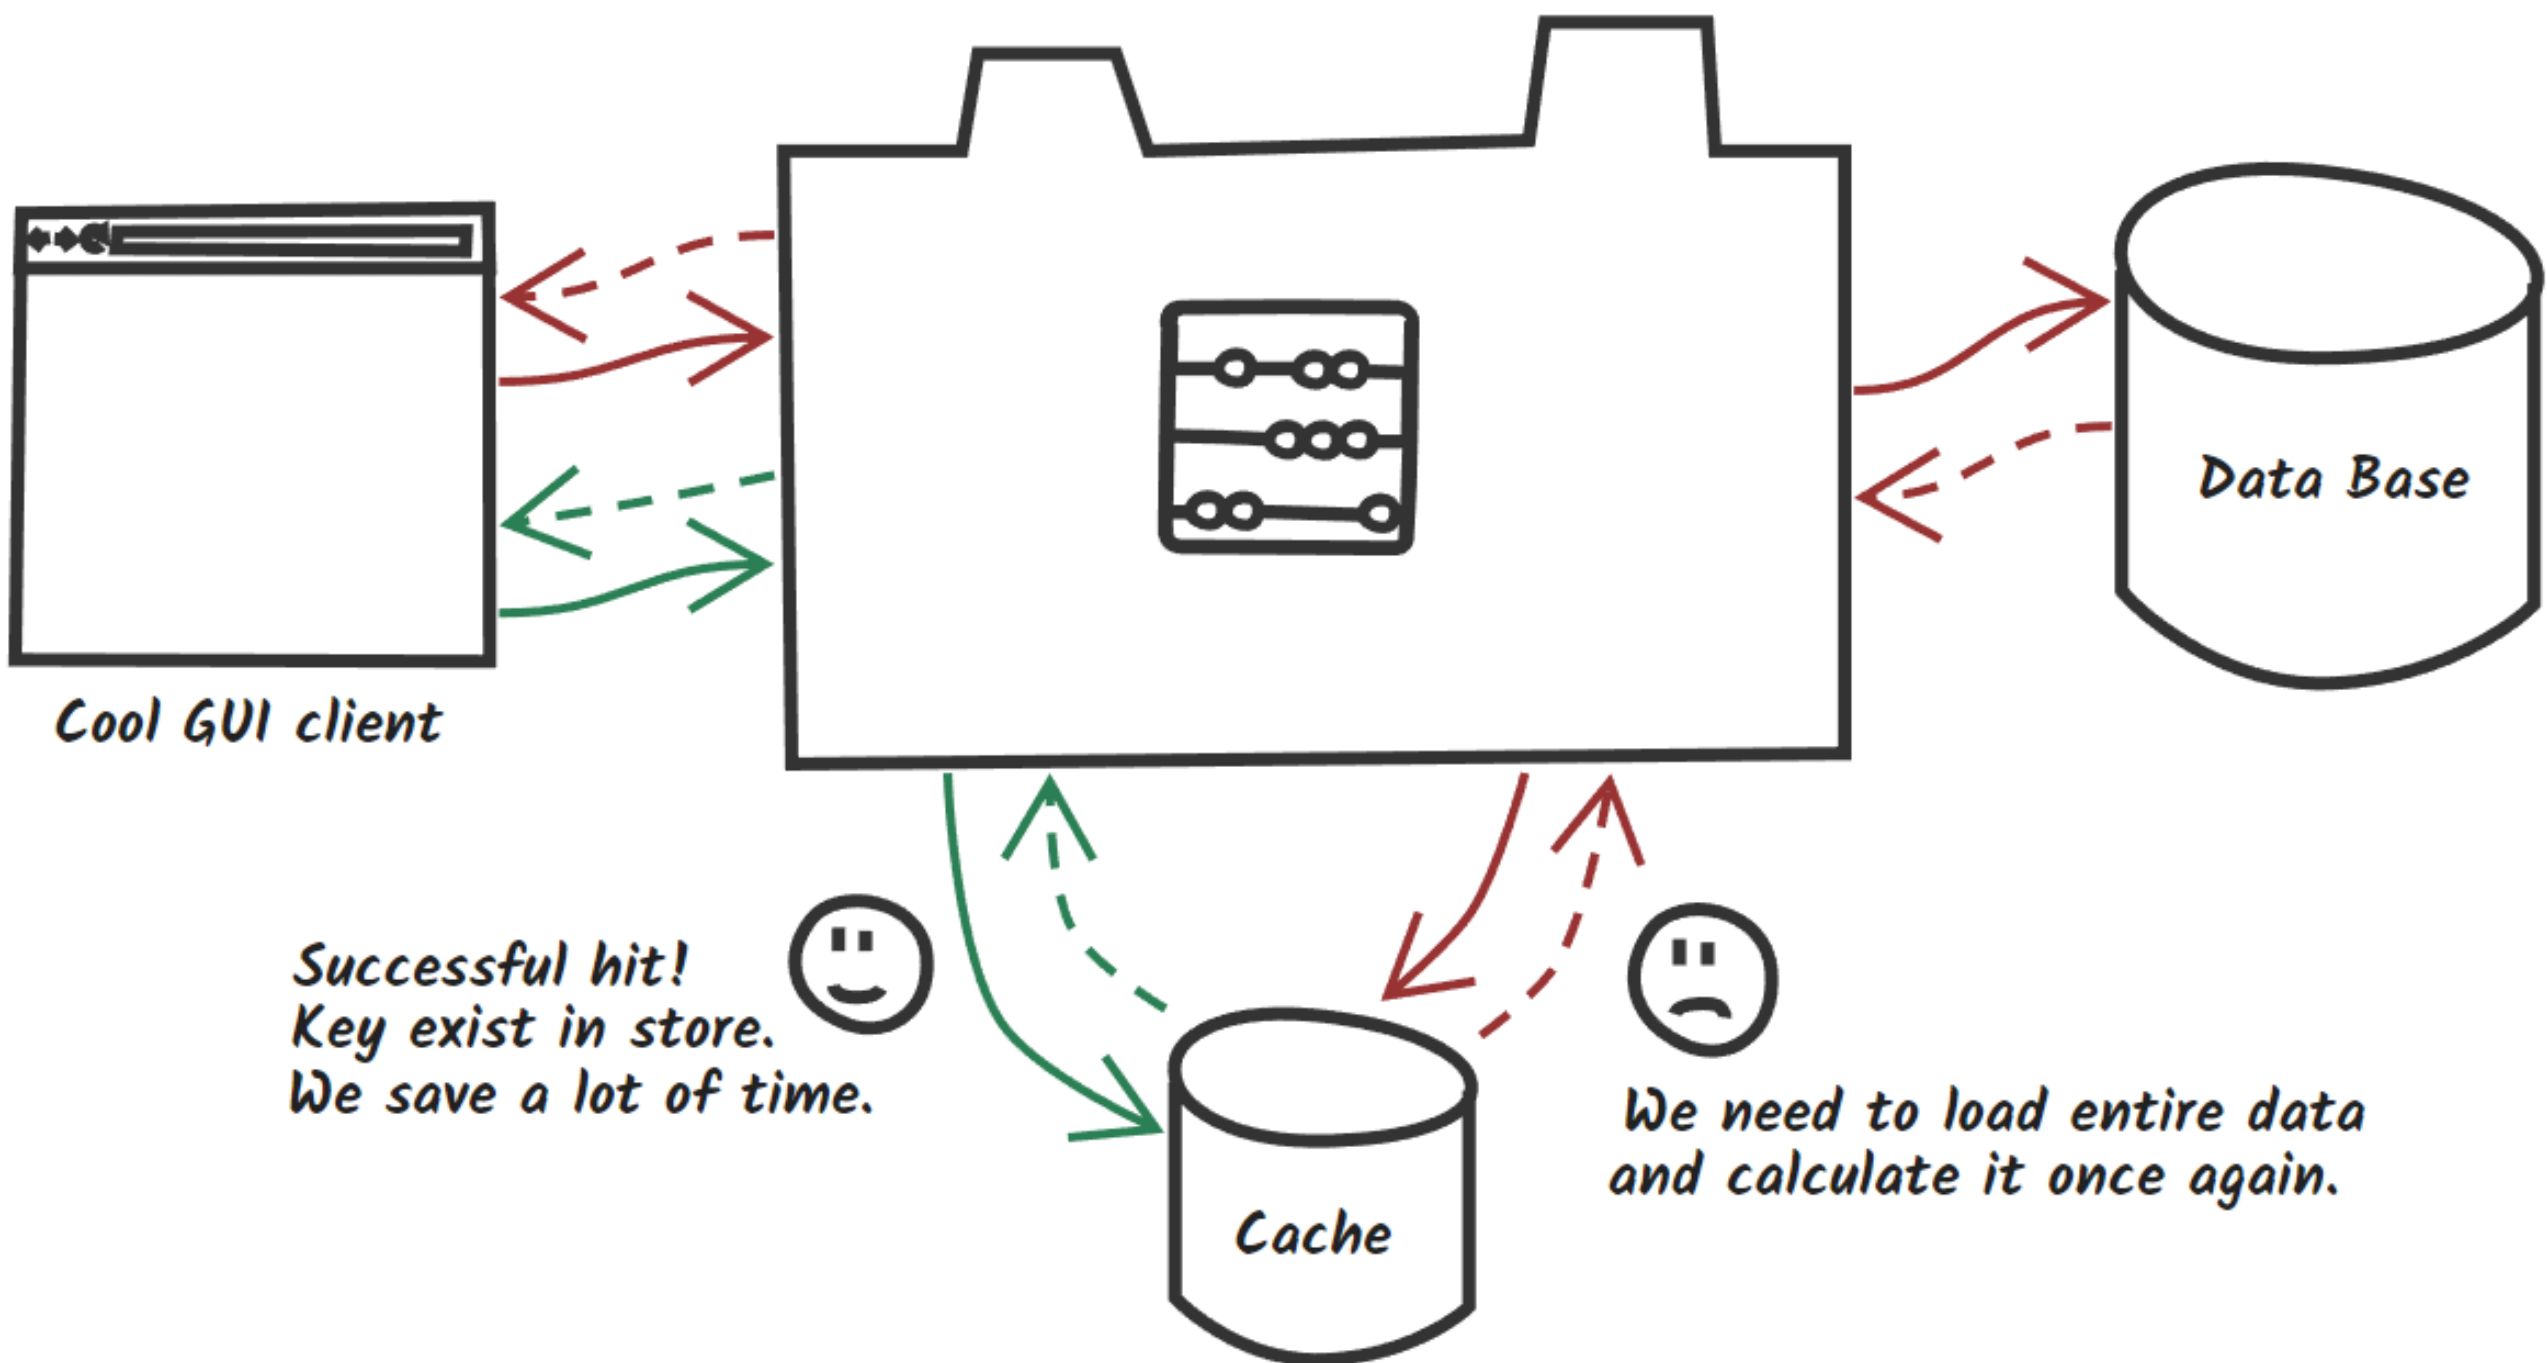 Data Base
Cool GUI client
Successful hit!
Key exist in store.
We save a lot of time.
We need to load entire data
and calculate it once again.
Cache